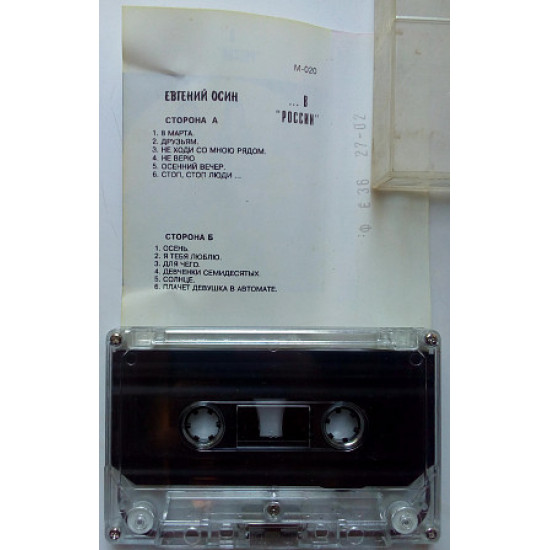 М-020
ЕВГЕНИЙ ОСИН
... В
"РОССИИ"
СТОРОНА А
1. 8 МАРТА.
2. ДРУЗЬЯМ.
3. НЕ ХОДИ СО МНОЮ РЯДОМ.
4. НЕ ВЕРЮ
5. ОСЕННИЙ ВЕЧЕР.
6. СТОП, СТОП ЛЮДИ ...
СТОРОНА Б
1. ОСЕНЬ.
2. Я ТЕБЯ ЛЮБЛЮ.
3. ДЛЯ ЧЕГО.
4. ДЕВЧЕНКИ СЕМИДЕСЯТЫХ.
5. СОЛНЦЕ.
6. ПЛАЧЕТ ДЕВУШКА В АВТОМАТЕ.
27-02